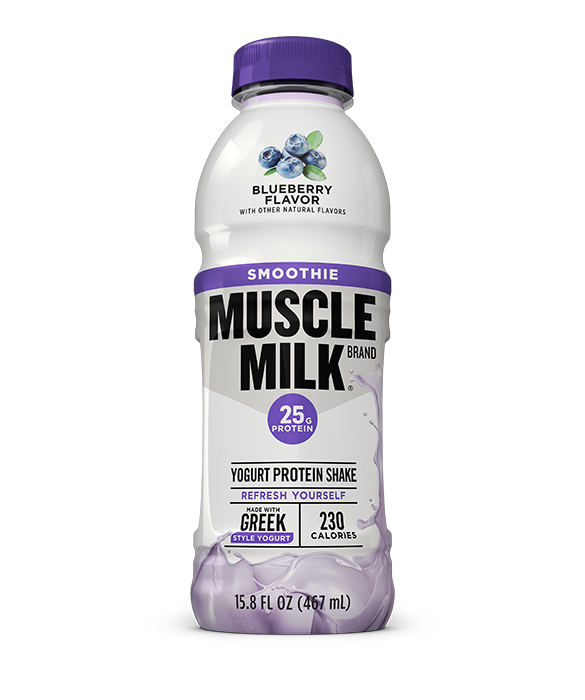 BLUEBERRY
FLAVOR
WITH OTHER NATURAL FLAVORS
SMOOTHIE
MUSCLE
MILK® BRAND
25G
PROTEIN
YOGURT PROTEIN SHAKE
REFRESH YOURSELF
MADE WITH
GREEK
STYLE YOGURT
230
CALORIES
15.8 FL OZ (467 mL)